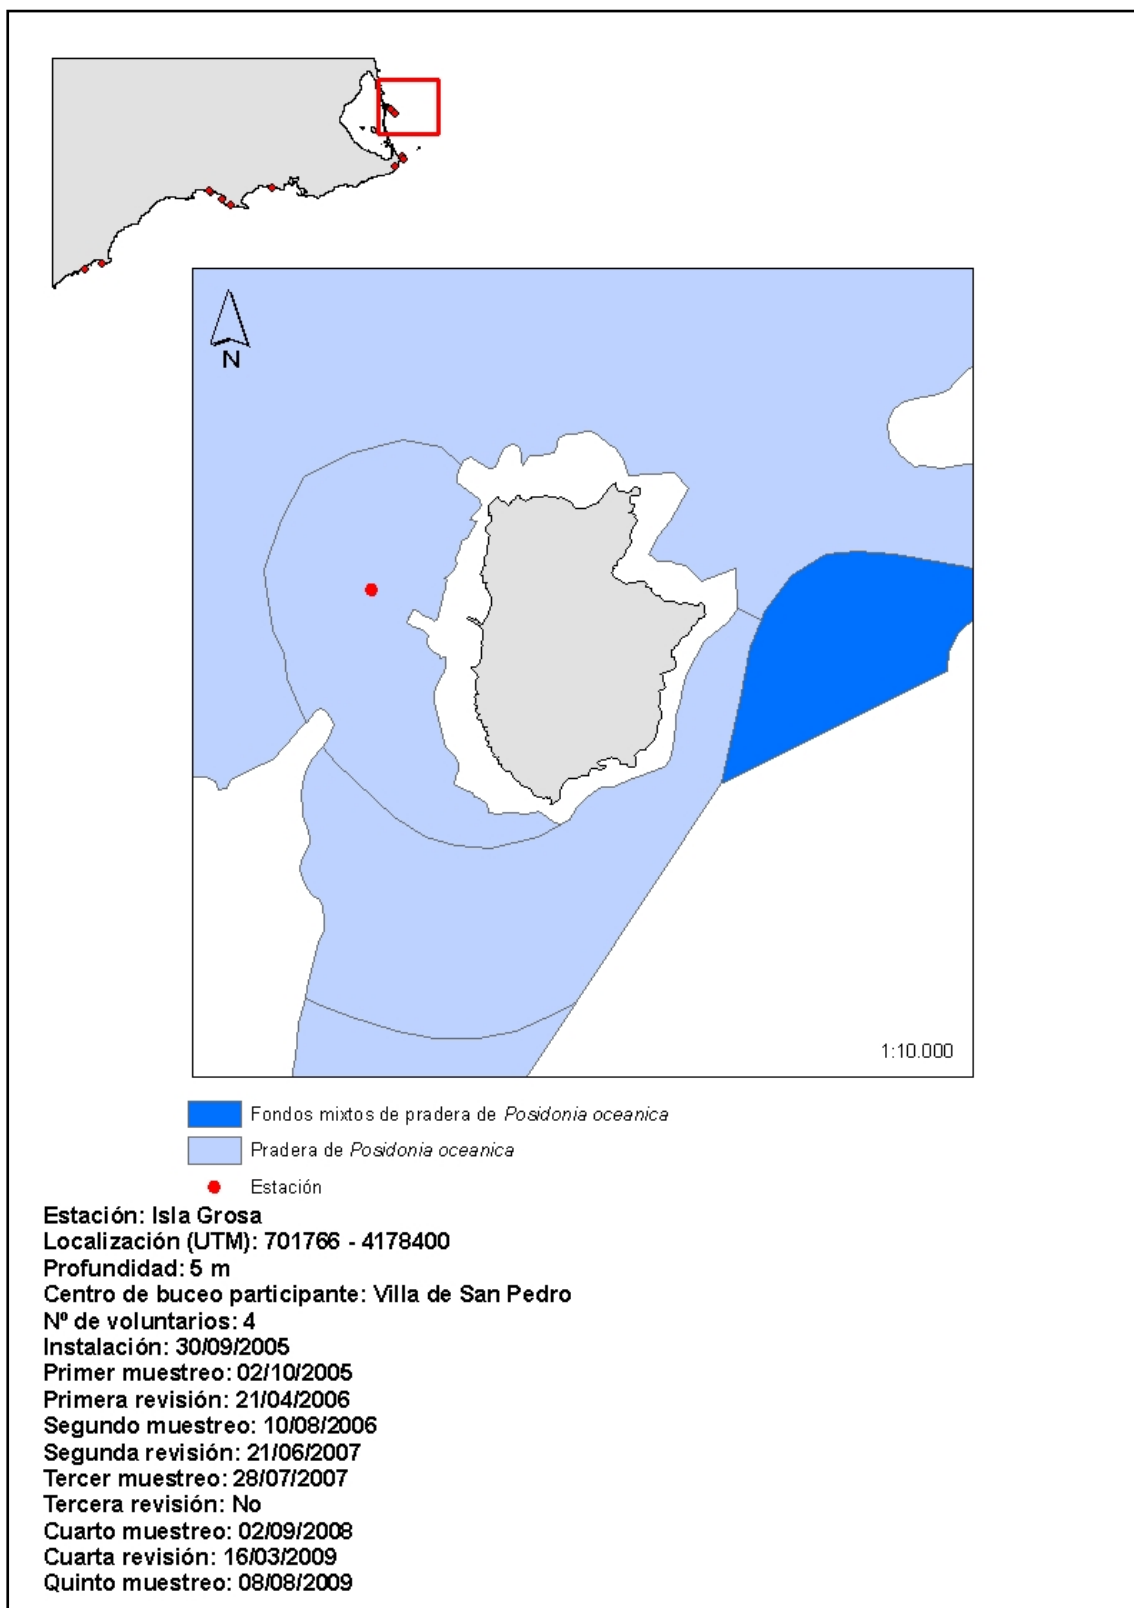 N
1:10.000
Fondos mixtos de pradera de Posidonia oceanica
Pradera de Posidonia oceanica
Estación
Estación: Isla Grosa
Localización (UTM): 701766 - 4178400
Profundidad: 5 m
Centro de buceo participante: Villa de San Pedro
Nº de voluntarios: 4
Instalación: 30/09/2005
Primer muestreo: 02/10/2005
Primera revisión: 21/04/2006
Segundo muestreo: 10/08/2006
Segunda revisión: 21/06/2007
Tercer muestreo: 28/07/2007
Tercera revisión: No
Cuarto muestreo: 02/09/2008
Cuarta revisión: 16/03/2009
Quinto muestreo: 08/08/2009